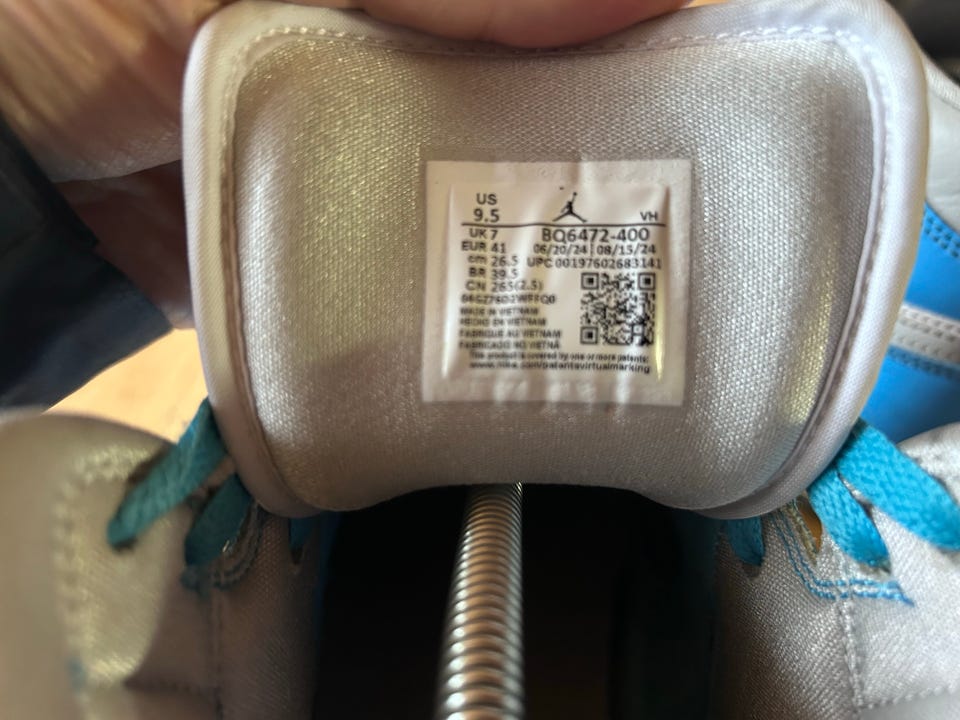 US
9.5
VH
UK 7
BQ6472-400
EUR 41
06/20/24 08/15/24
cm 26.5
UPC 00197602683141
BR 39.5
CN 265(2.5)
MADE IN VIETNAM
HECHO EN VIETNAM
FABRIQUE AU VIETNAM
FABRICADO NO VIETNÃ
This product is covered by one or more patents:
www.nike.com/patentsvirtualmarking